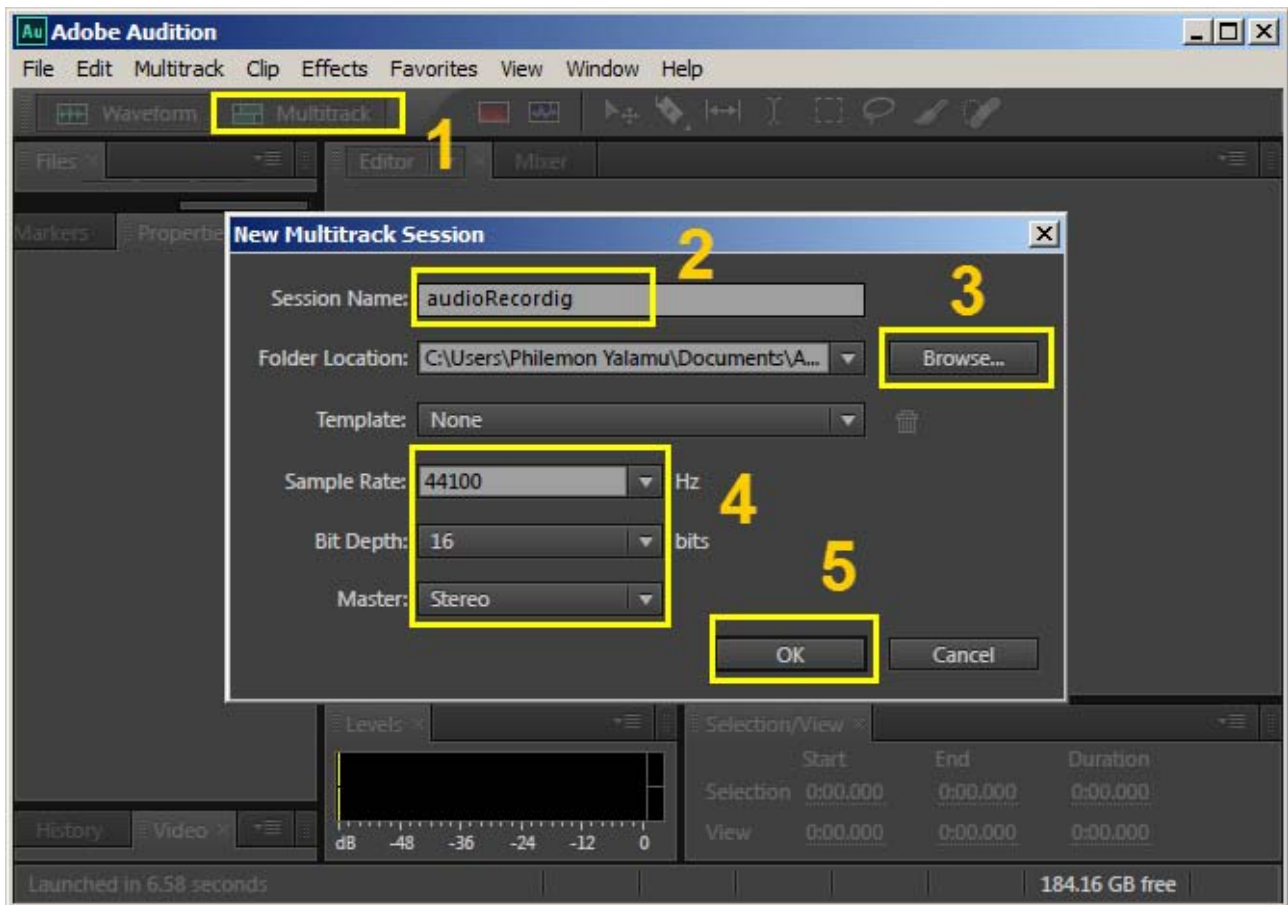 Au Adobe Audition
File Edit Multitrack Clip Effects Favorites View Window Help
Waveform Multitrack
1
Files Editor Mixer
Markers Propertie
New Multitrack Session
2
Session Name: audioRecordig
3
Folder Location: C:\Users\Philemon Yalamu\Documents\A... Browse...
Template: None
Sample Rate: 44100 Hz
4
Bit Depth: 16 bits
5
Master: Stereo
OK Cancel
Levels Selection/View
Start End Duration
Selection 0:00.000 0:00.000 0:00.000
History Video
View 0:00.000 0:00.000 0:00.000
dB -48 -36 -24 -12 0
Launched in 6.58 seconds 184.16 GB free